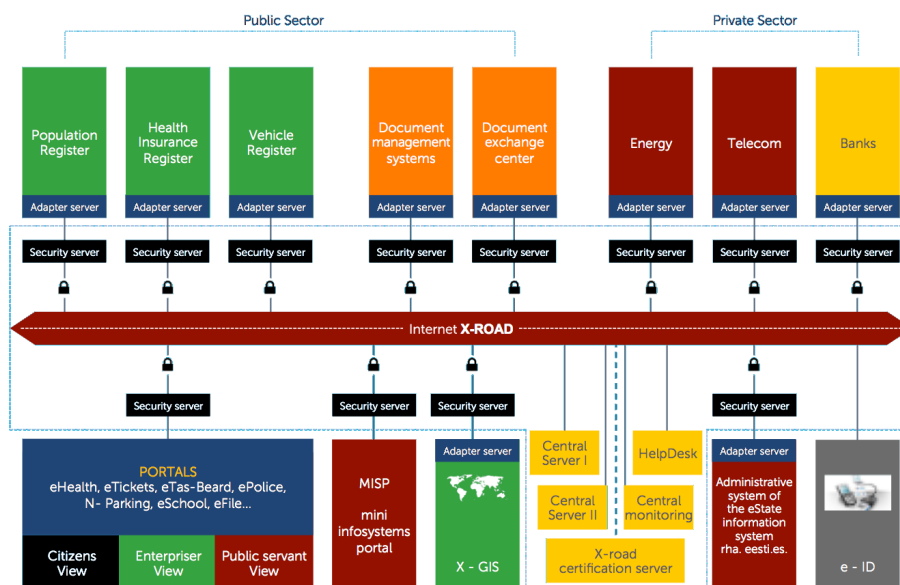 Public Sector
Private Sector
Population
Register
Health
Insurance
Register
Vehicle
Register
Document
management
systems
Document
exchange
center
Energy
Telecom
Banks
Adapter server
Adapter server
Adapter server
Adapter server
Adapter server
Adapter server
Adapter server
Adapter server
Security server
Security server
Security server
Security server
Security server
Security server
Security server
Security server
Internet X-ROAD
Security server
Security server
Security server
Security server
PORTALS
eHealth, eTickets, eTas-Beard, ePolice,
N- Parking, eSchool, eFile...
Citizens
View
Enterpriser
View
Public servant
View
MISP
mini
infosystems
portal
Adapter server
X - GIS
Central
Server I
HelpDesk
Central
Server II
Central
monitoring
X-road
certification server
Adapter server
Administrative
system of
the eState
information
system
rha. eesti.es.
e - ID